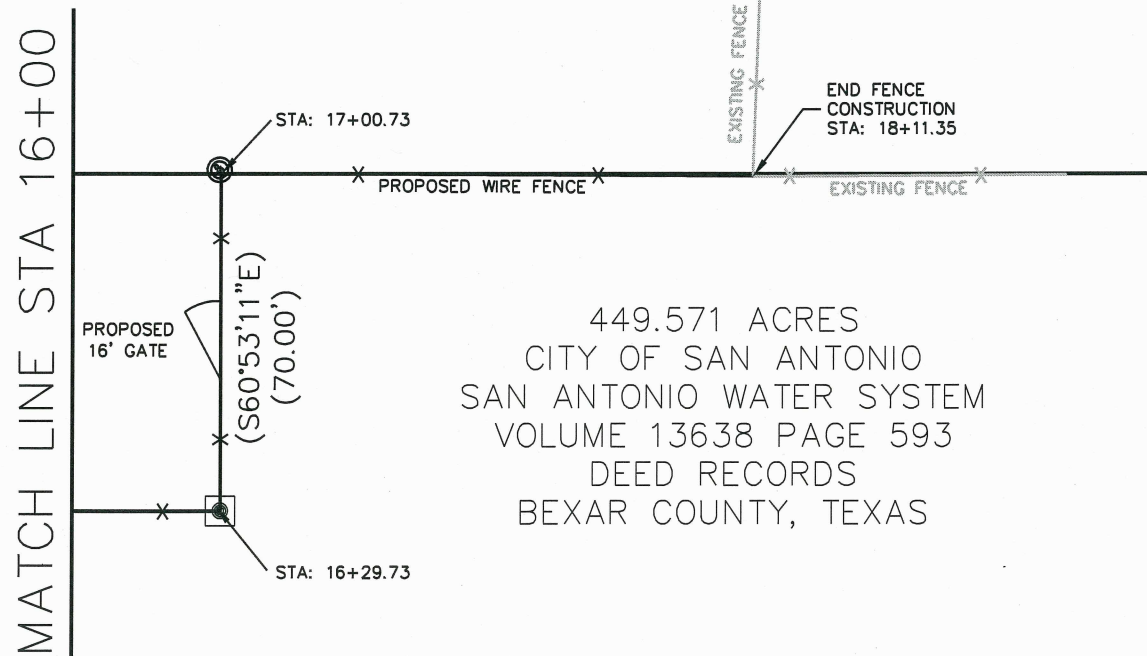 MATCH LINE STA 16+00
EXISTING FENCE
END FENCE
CONSTRUCTION
STA: 18+11.35
STA: 17+00.73
PROPOSED WIRE FENCE
EXISTING FENCE
PROPOSED
16' GATE
(S60°53'11"E)
(70.00')
449.571 ACRES
CITY OF SAN ANTONIO
SAN ANTONIO WATER SYSTEM
VOLUME 13638 PAGE 593
DEED RECORDS
BEXAR COUNTY, TEXAS
STA: 16+29.73